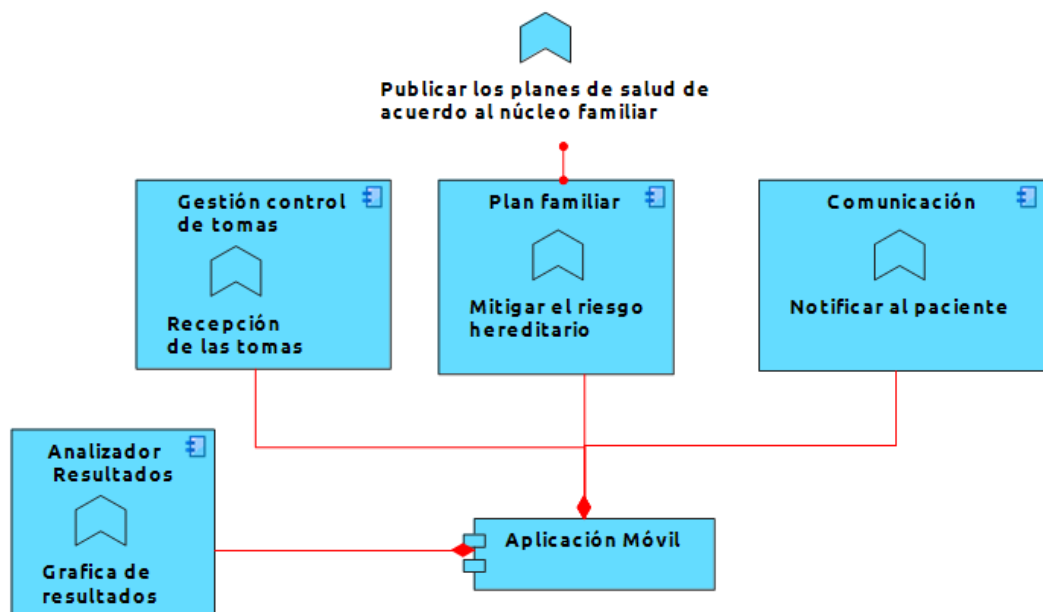 Publicar los planes de salud de
acuerdo al núcleo familiar
Gestión control
de tomas
Recepción
de las tomas
Plan familiar
Mitigar el riesgo
hereditario
Comunicación
Notificar al paciente
Analizador
Resultados
Grafica de
resultados
Aplicación Móvil